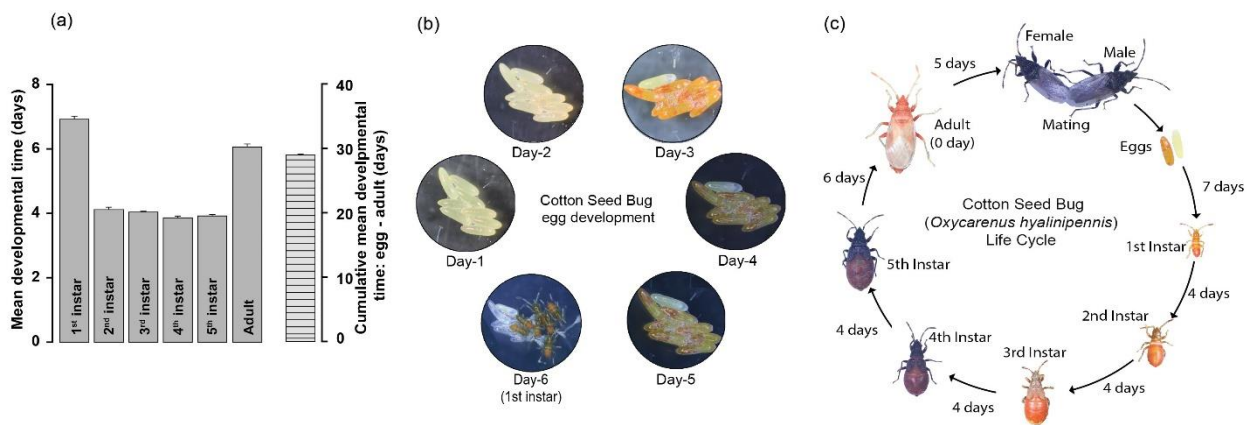 (a)
Mean developmental time (days)
8
6
4
2
0
1st instar
2nd instar
3rd instar
4th instar
5th instar
Adult
40
30
20
10
0
Cumulative mean develpmental
time: egg - adult (days)
(b)
Day-2
Day-3
Cotton Seed Bug
egg development
Day-1
Day-4
Day-6
(1st instar)
Day-5
(c)
Female
Male
5 days
Mating
Adult
(0 day)
Eggs
6 days
7 days
Cotton Seed Bug
(Oxycarenus hyalinipennis)
Life Cycle
1st Instar
5th Instar
4 days
2nd Instar
4 days
4th Instar
3rd Instar
4 days
4 days